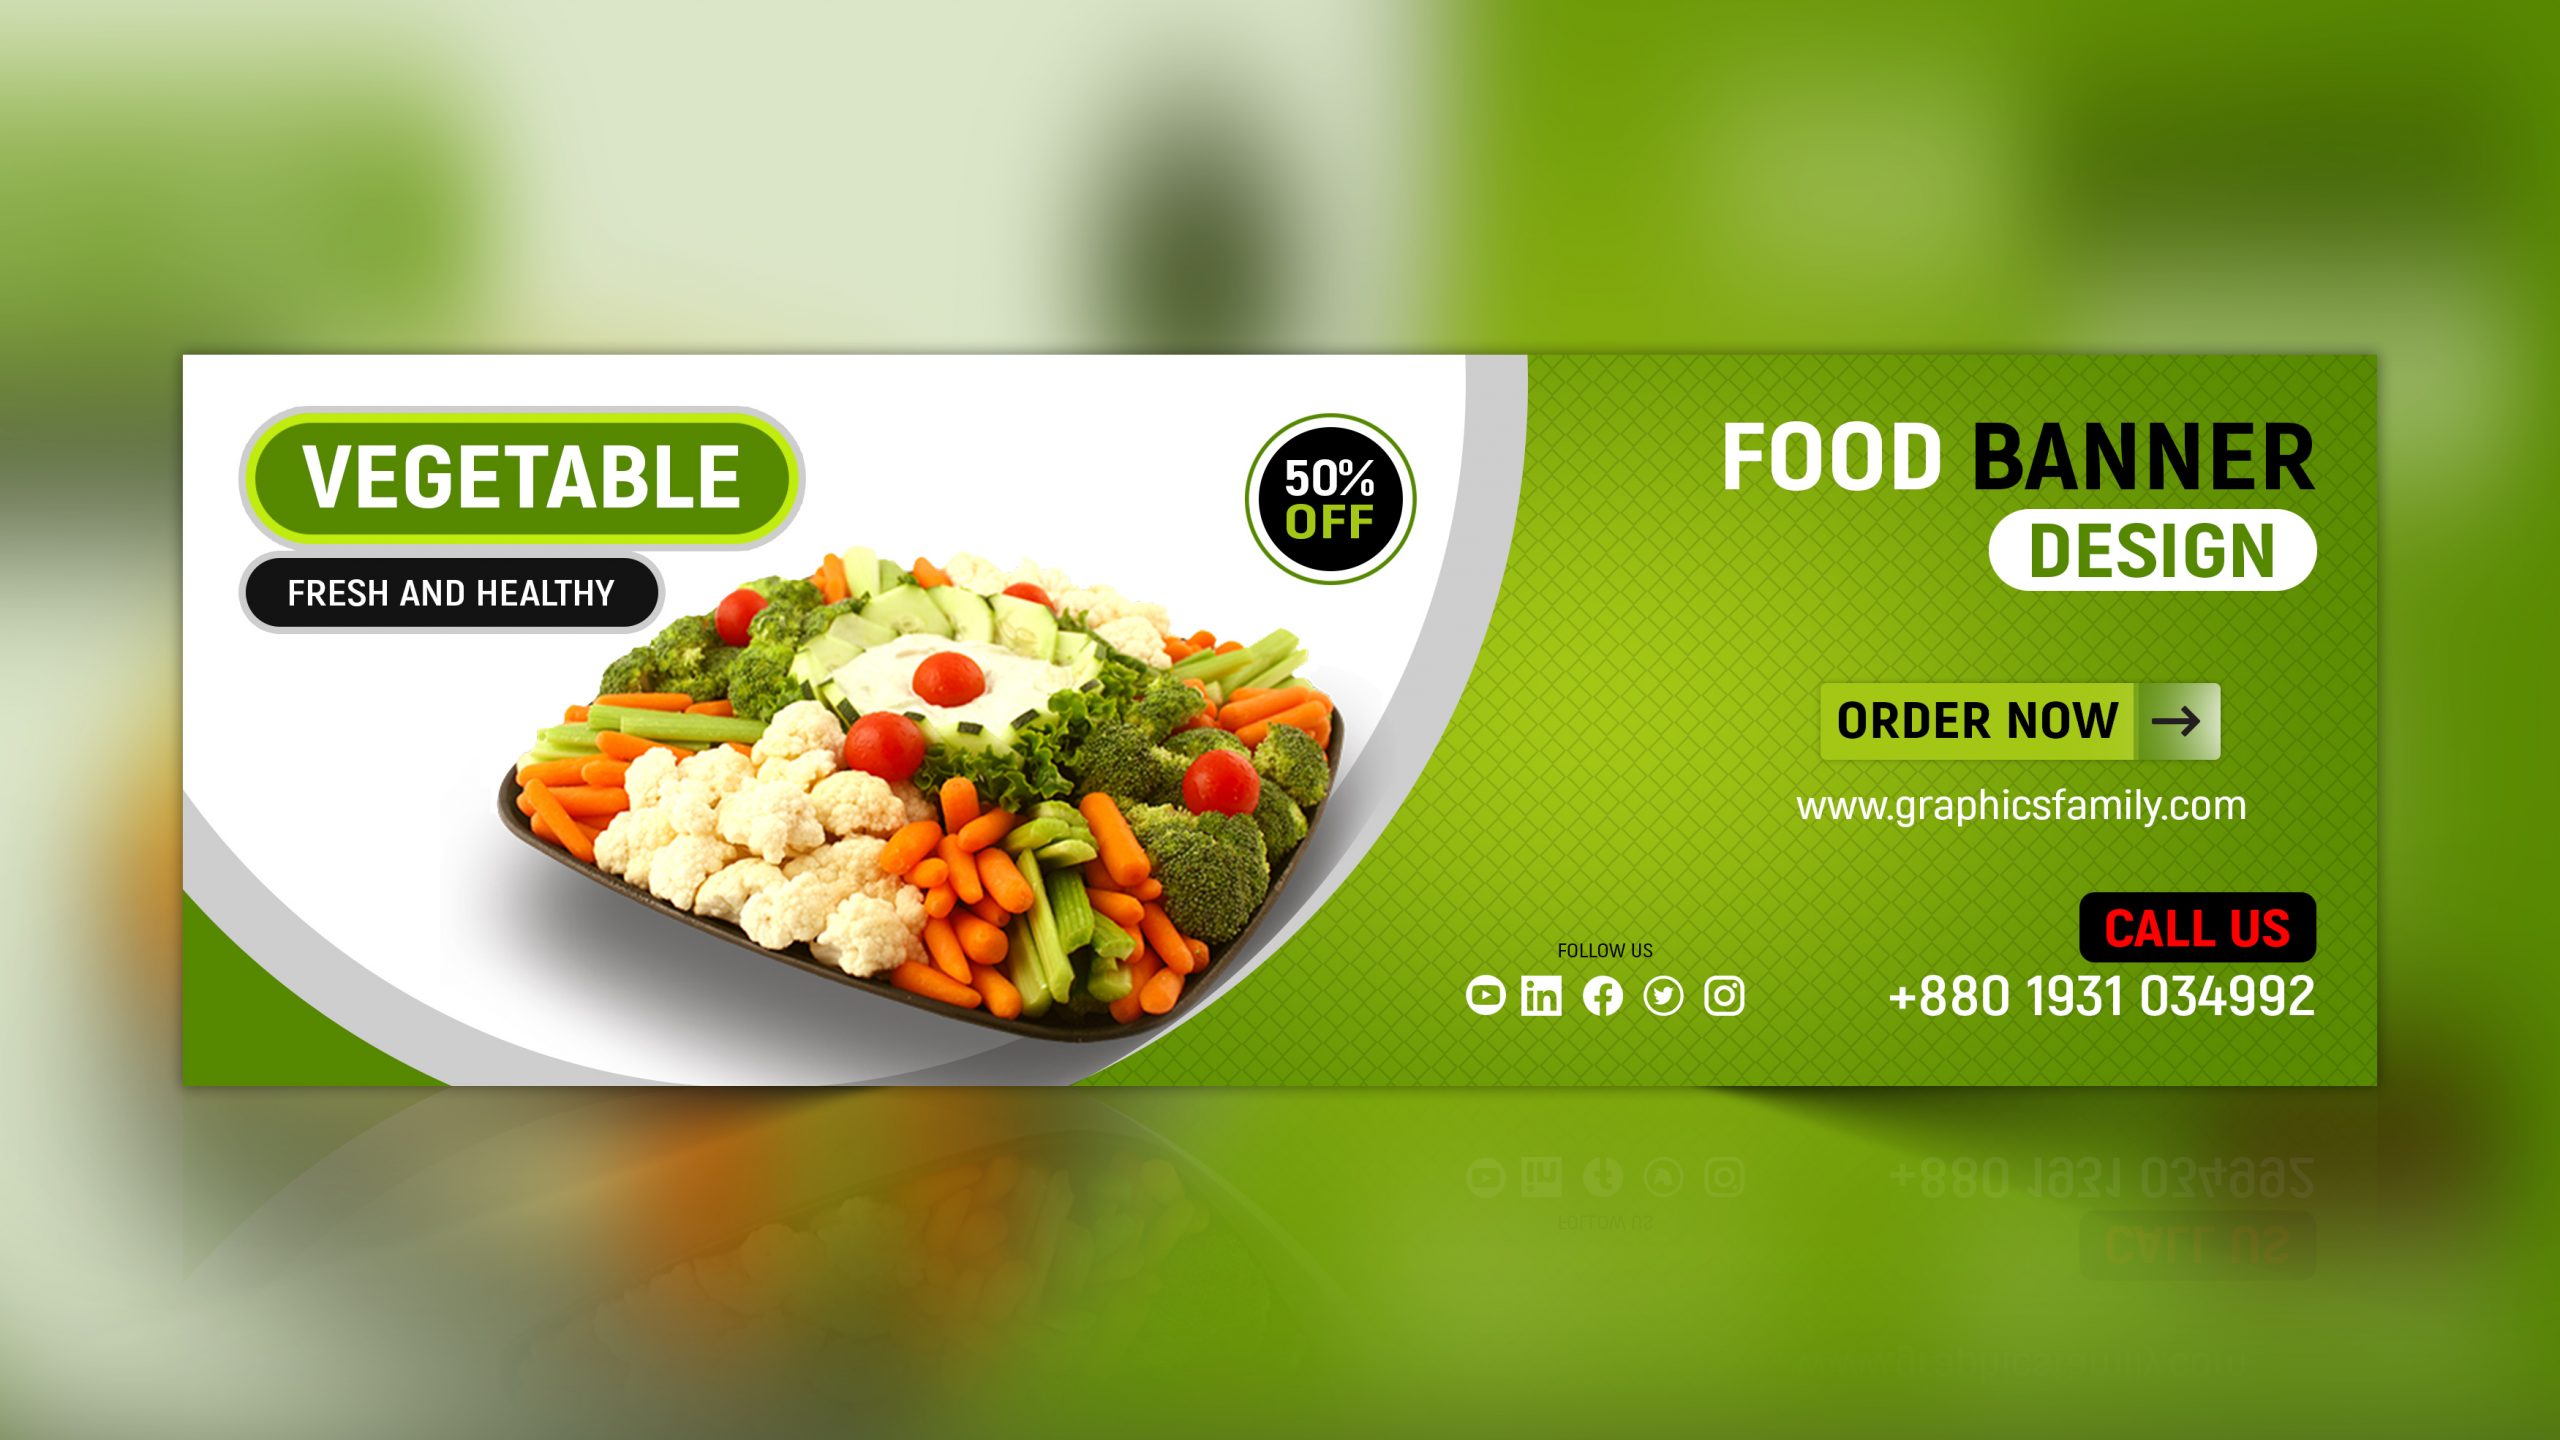 VEGETABLE
FRESH AND HEALTHY
50%
OFF
FOOD BANNER
DESIGN
ORDER NOW
www.graphicsfamily.com
CALL US
+880 1931 034992
FOLLOW US
in